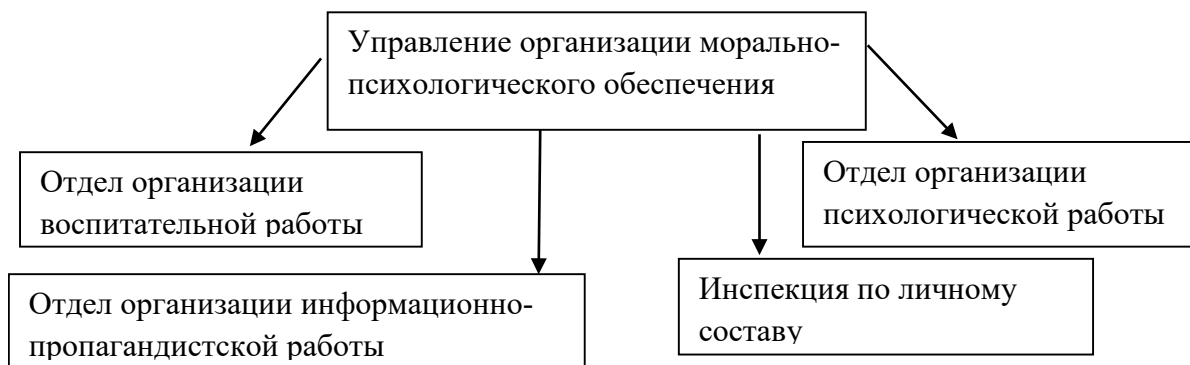 Управление организации морально-
психологического обеспечения
Отдел организации
воспитательной работы
Отдел организации
психологической работы
Отдел организации информационно-
пропагандистской работы
Инспекция по личному
составу